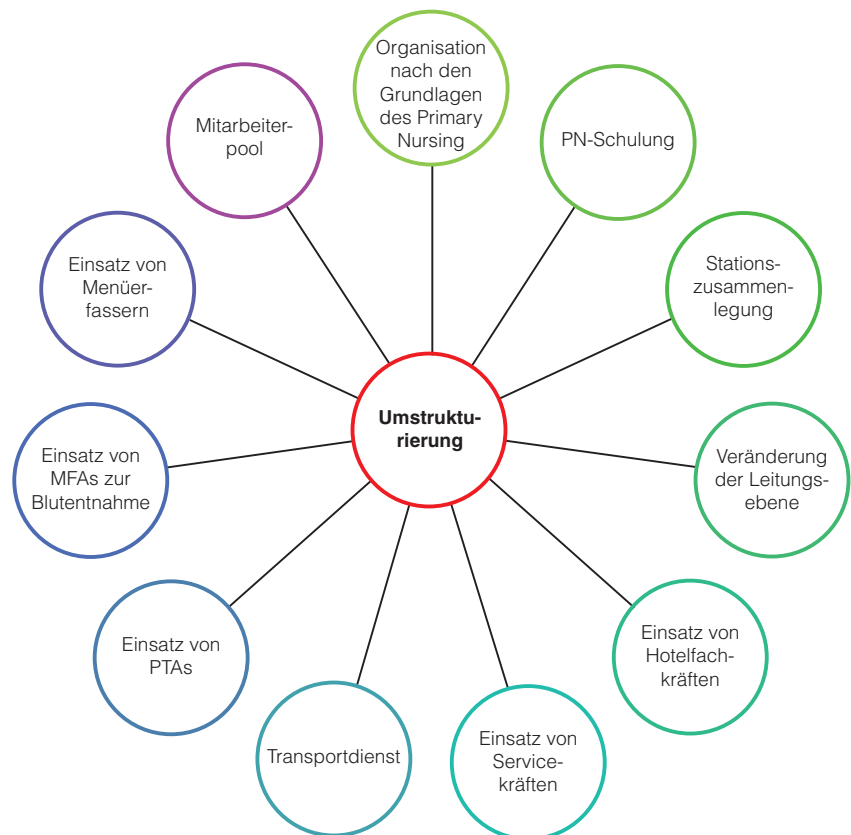 Organisation
nach den
Grundlagen
des Primary
Nursing
PN-Schulung
Stations-
zusammen-
legung
Veränderung
der Leitungs-
ebene
Einsatz von
Hotelfach-
kräften
Einsatz von
Service-
kräften
Transportdienst
Einsatz von
PTAs
Einsatz von
MFAs zur
Blutentnahme
Einsatz von
Menüer-
fassern
Mitarbeiter-
pool
Umstruktu-
rierung